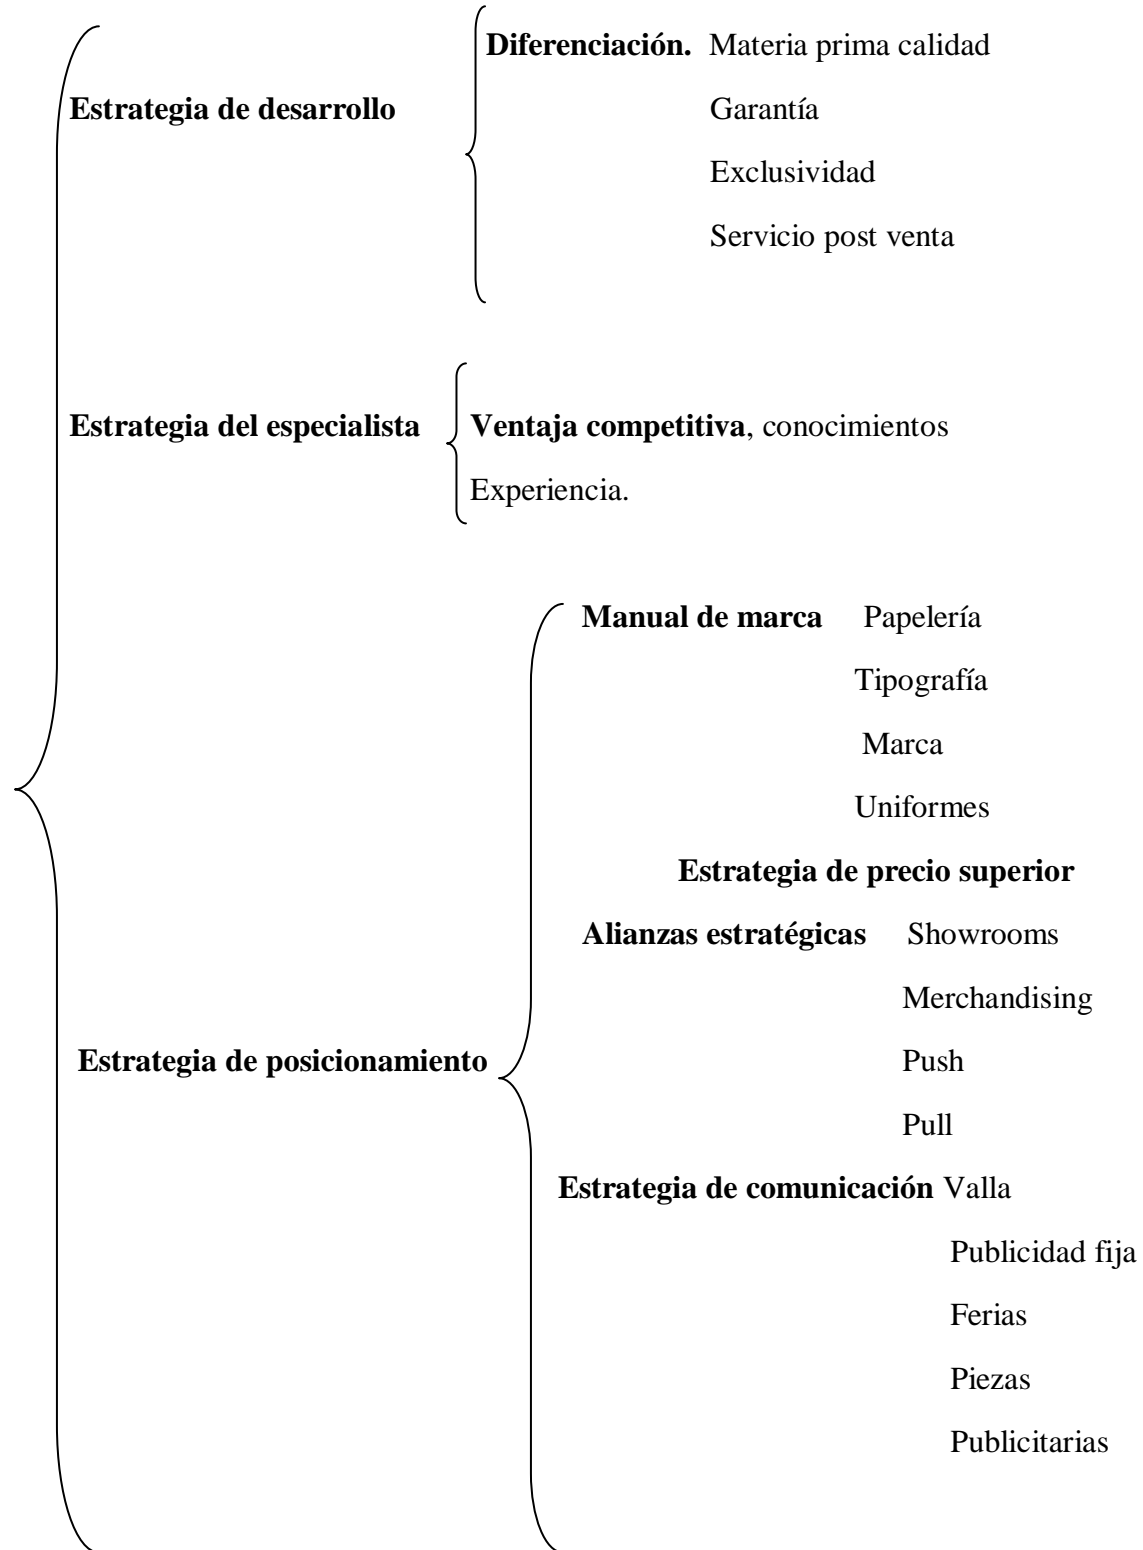 Diferenciación. Materia prima calidad
Estrategia de desarrollo Garantía
Exclusividad
Servicio post venta
Estrategia del especialista Ventaja competitiva, conocimientos
Experiencia.
Manual de marca Papelería
Tipografía
Marca
Uniformes
Estrategia de precio superior
Alianzas estratégicas Showrooms
Merchandising
Estrategia de posicionamiento Push
Pull
Estrategia de comunicación Valla
Publicidad fija
Ferias
Piezas
Publicitarias